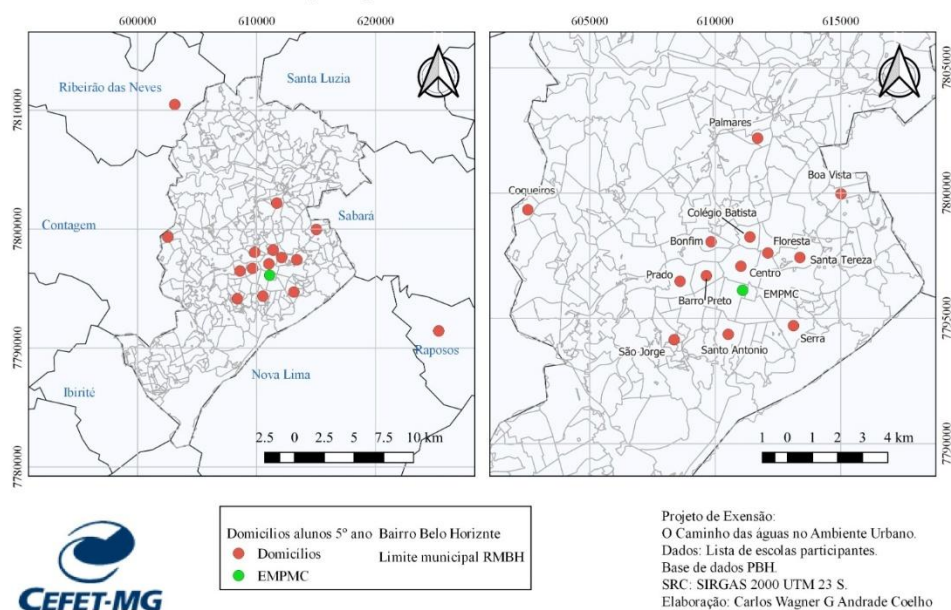 600000 610000 620000
605000 610000 615000
7810000
7800000
7790000
7780000
Ribeirão das Neves
Santa Luzia
Contagem
Sabará
Raposos
Nova Lima
Ibirité
2.5 0 2.5 5 7.5 10 km
Palmares
Boa Vista
Coqueiros
Colégio Batista
Bonfim
Floresta
Santa Tereza
Prado
Centro
Barro Preto
EMPMC
São Jorge
Santo Antonio
Serra
1 0 1 2 3 4 km
7805000
7800000
7795000
7790000
CEFET-MG
Domicílios alunos 5º ano Bairro Belo Horiznte
Domicílios Limite municipal RMBH
EMPMC
Projeto de Exensão:
O Caminho das águas no Ambiente Urbano.
Dados: Lista de escolas participantes.
Base de dados PBH.
SRC: SIRGAS 2000 UTM 23 S.
Elaboração: Carlos Wagner G Andrade Coelho